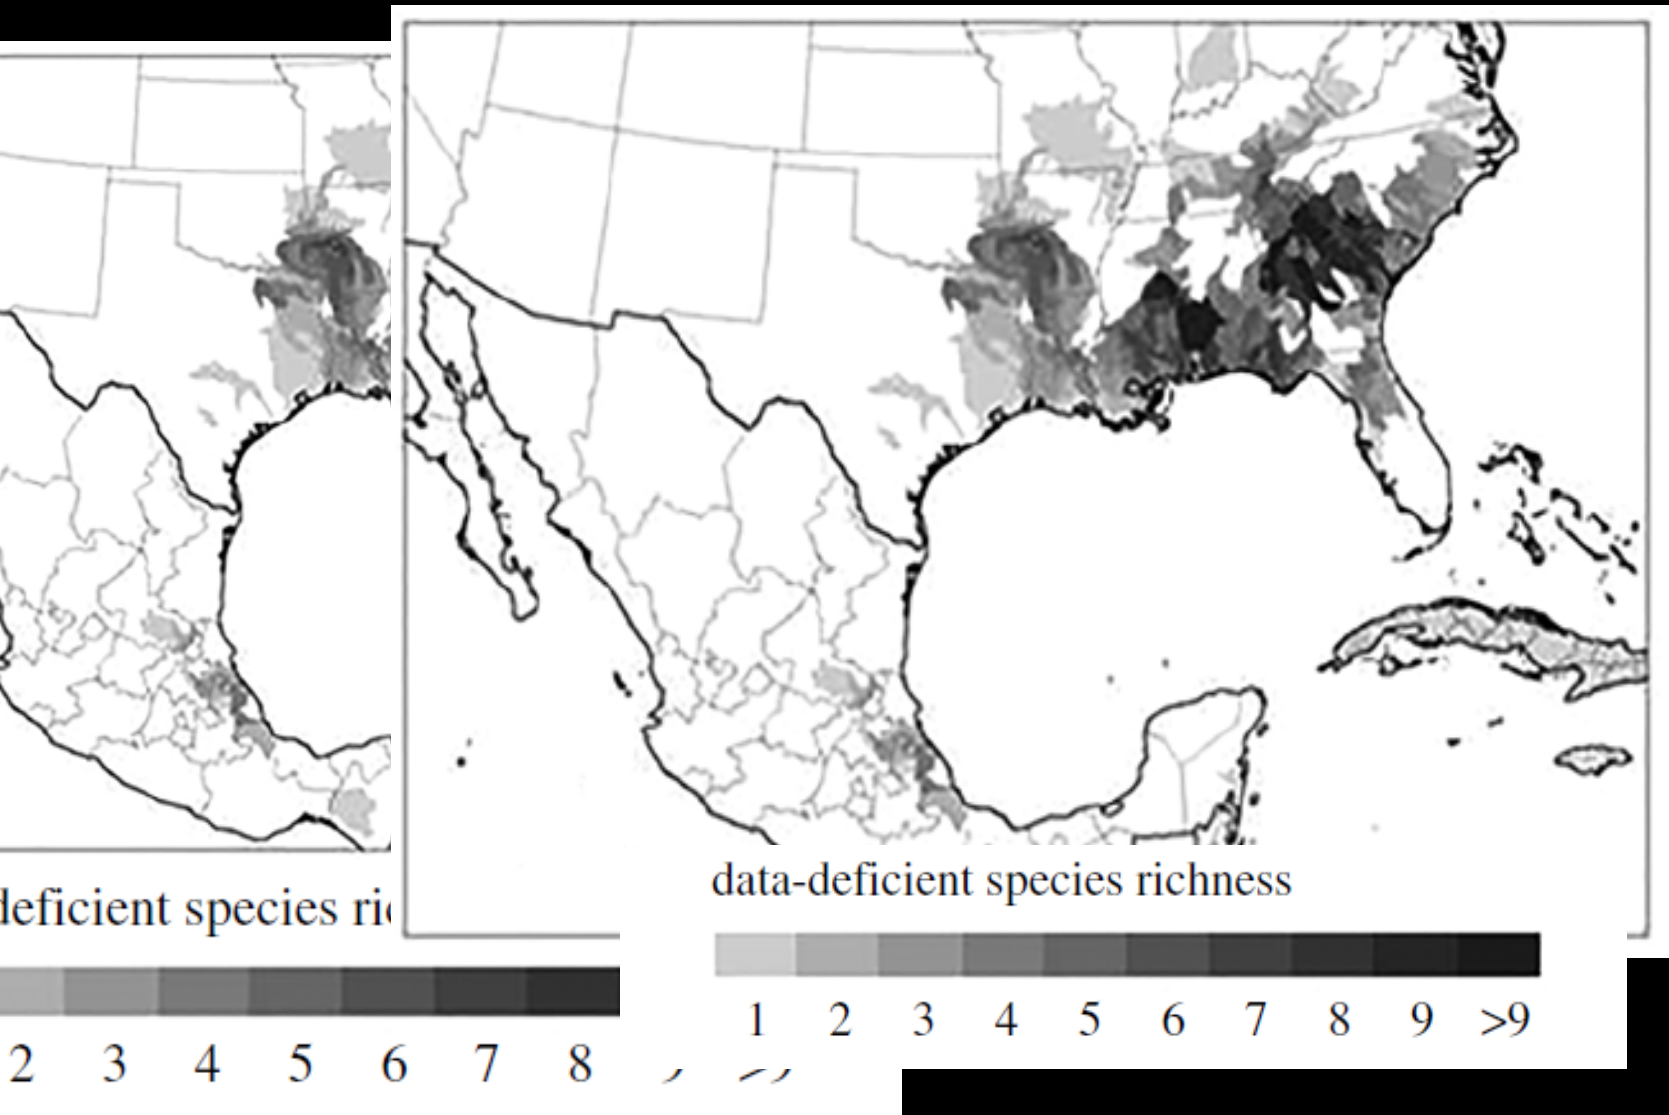 data-deficient species richness
1 2 3 4 5 6 7 8 9 >9
deficient species ri
2 3 4 5 6 7 8